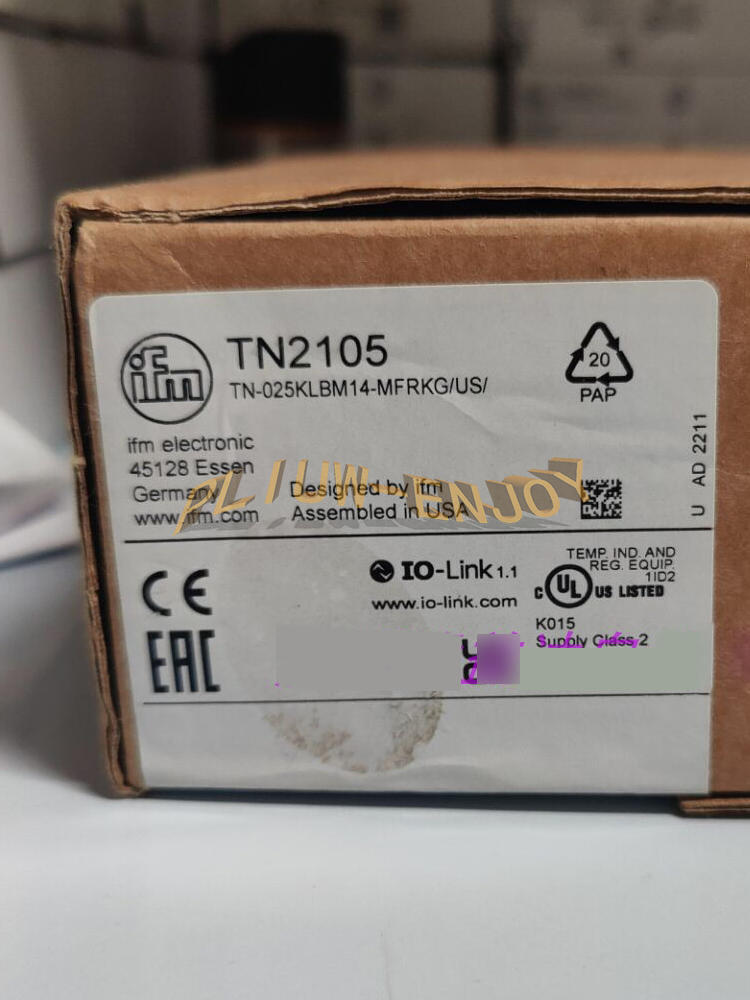 ifm
TN2105
TN-025KLBM14-MFRKG/US/
20
PAP
ifm electronic
45128 Essen
Germany
www.ifm.com
Designed by ifm
Assembled in USA
U AD 2211
ENJOY
CE
EAC
IO-Link 1.1
www.io-link.com
TEMP. IND. AND
REG. EQUIP.
1ID2
c UL US LISTED
K015
Supply Class 2